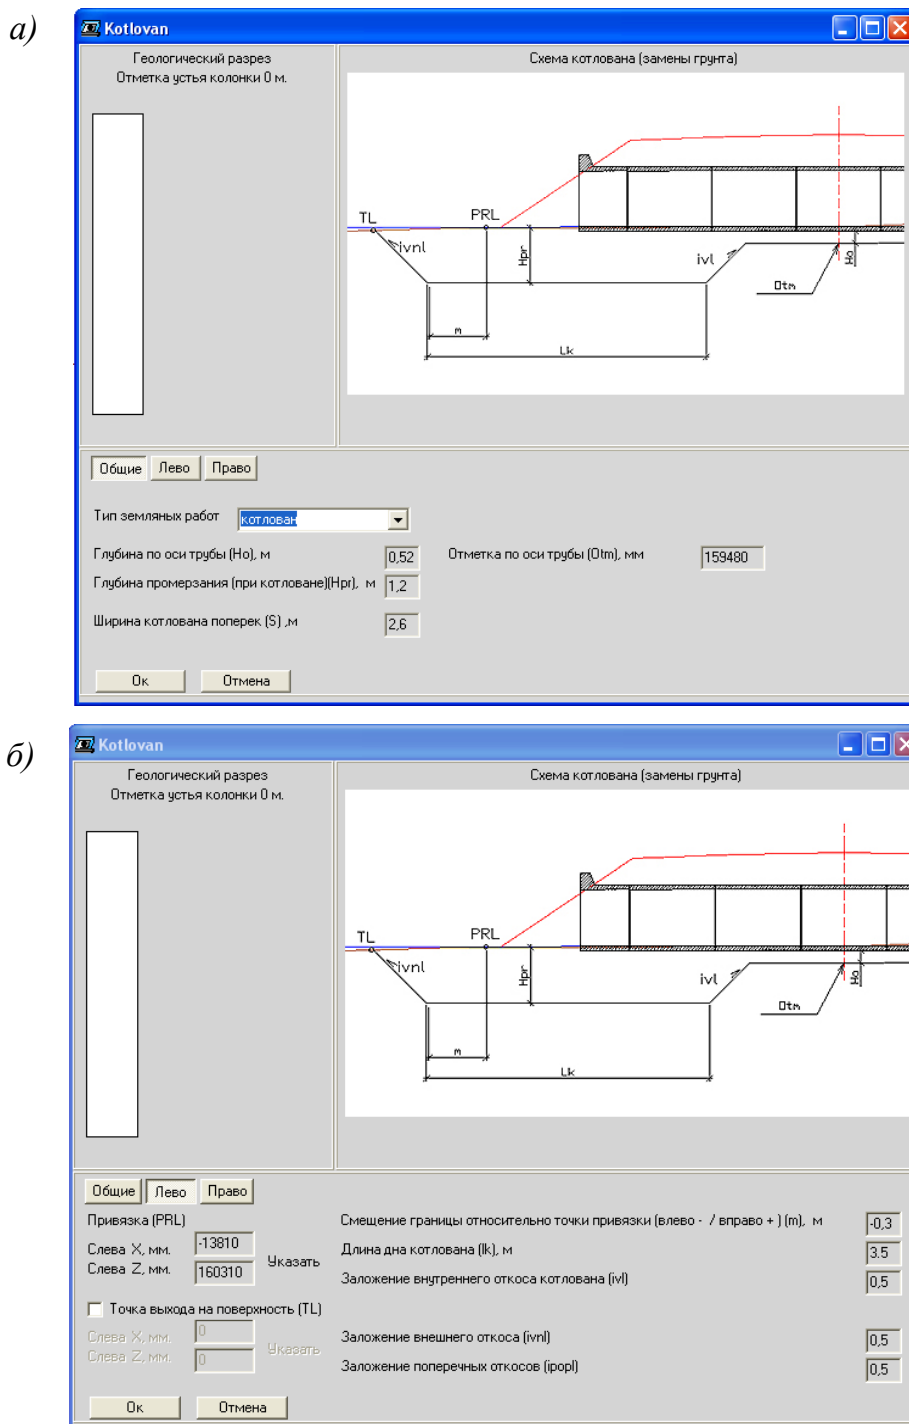 а)
Kotlovan
Геологический разрез
Отметка устья колонки 0 м.
Схема котлована (замены грунта)
TL
PRL
ivnl
Hpr
ivl
Ho
Otm
m
Lk
Общие Лево Право
Тип земляных работ котлован
Глубина по оси трубы (Ho), м 0,52 Отметка по оси трубы (Otm), мм 159480
Глубина промерзания (при котловане)(Hpr), м 1,2
Ширина котлована поперек (S) ,м 2,6
Ок Отмена
б)
Kotlovan
Геологический разрез
Отметка устья колонки 0 м.
Схема котлована (замены грунта)
TL
PRL
ivnl
Hpr
ivl
Ho
Otm
m
Lk
Общие Лево Право
Привязка (PRL)
Слева X, мм. -13810
Слева Z, мм. 160310
Указать
Точка выхода на поверхность (TL)
Слева X, мм. 0
Слева Z, мм. 0
Указать
Смещение границы относительно точки привязки (влево - / вправо + ) (m), м -0,3
Длина дна котлована (lk), м 3.5
Заложение внутреннего откоса котлована (ivl) 0,5
Заложение внешнего откоса (ivnl) 0,5
Заложение поперечных откосов (ipopl) 0,5
Ок Отмена